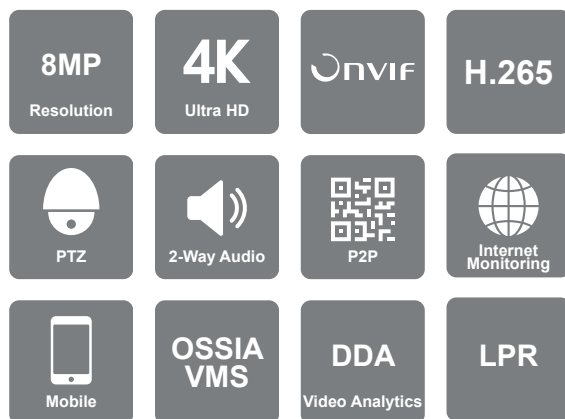 8MP
Resolution
4K
Ultra HD
ONVIF
H.265
PTZ
2-Way Audio
P2P
Internet
Monitoring
Mobile
OSSIA
VMS
DDA
Video Analytics
LPR